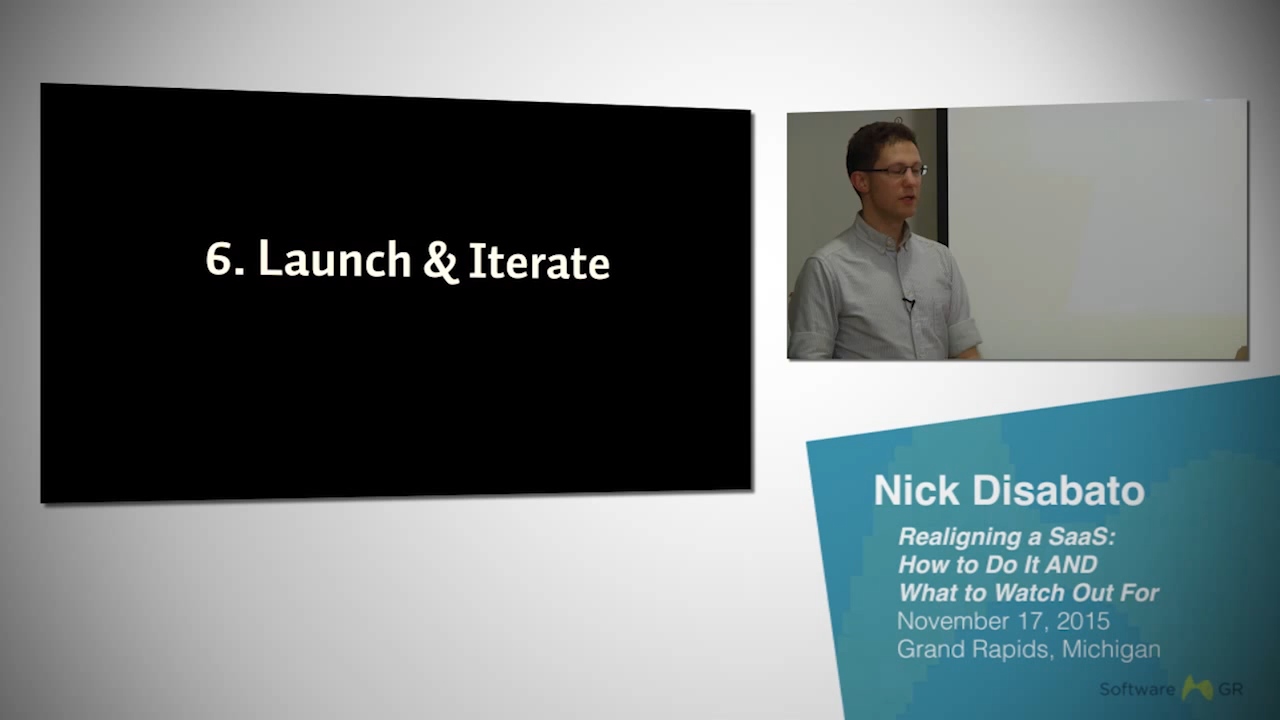 6. Launch & Iterate
Nick Disabato
Realigning a SaaS:
How to Do It AND
What to Watch Out For
November 17, 2015
Grand Rapids, Michigan
Software GR